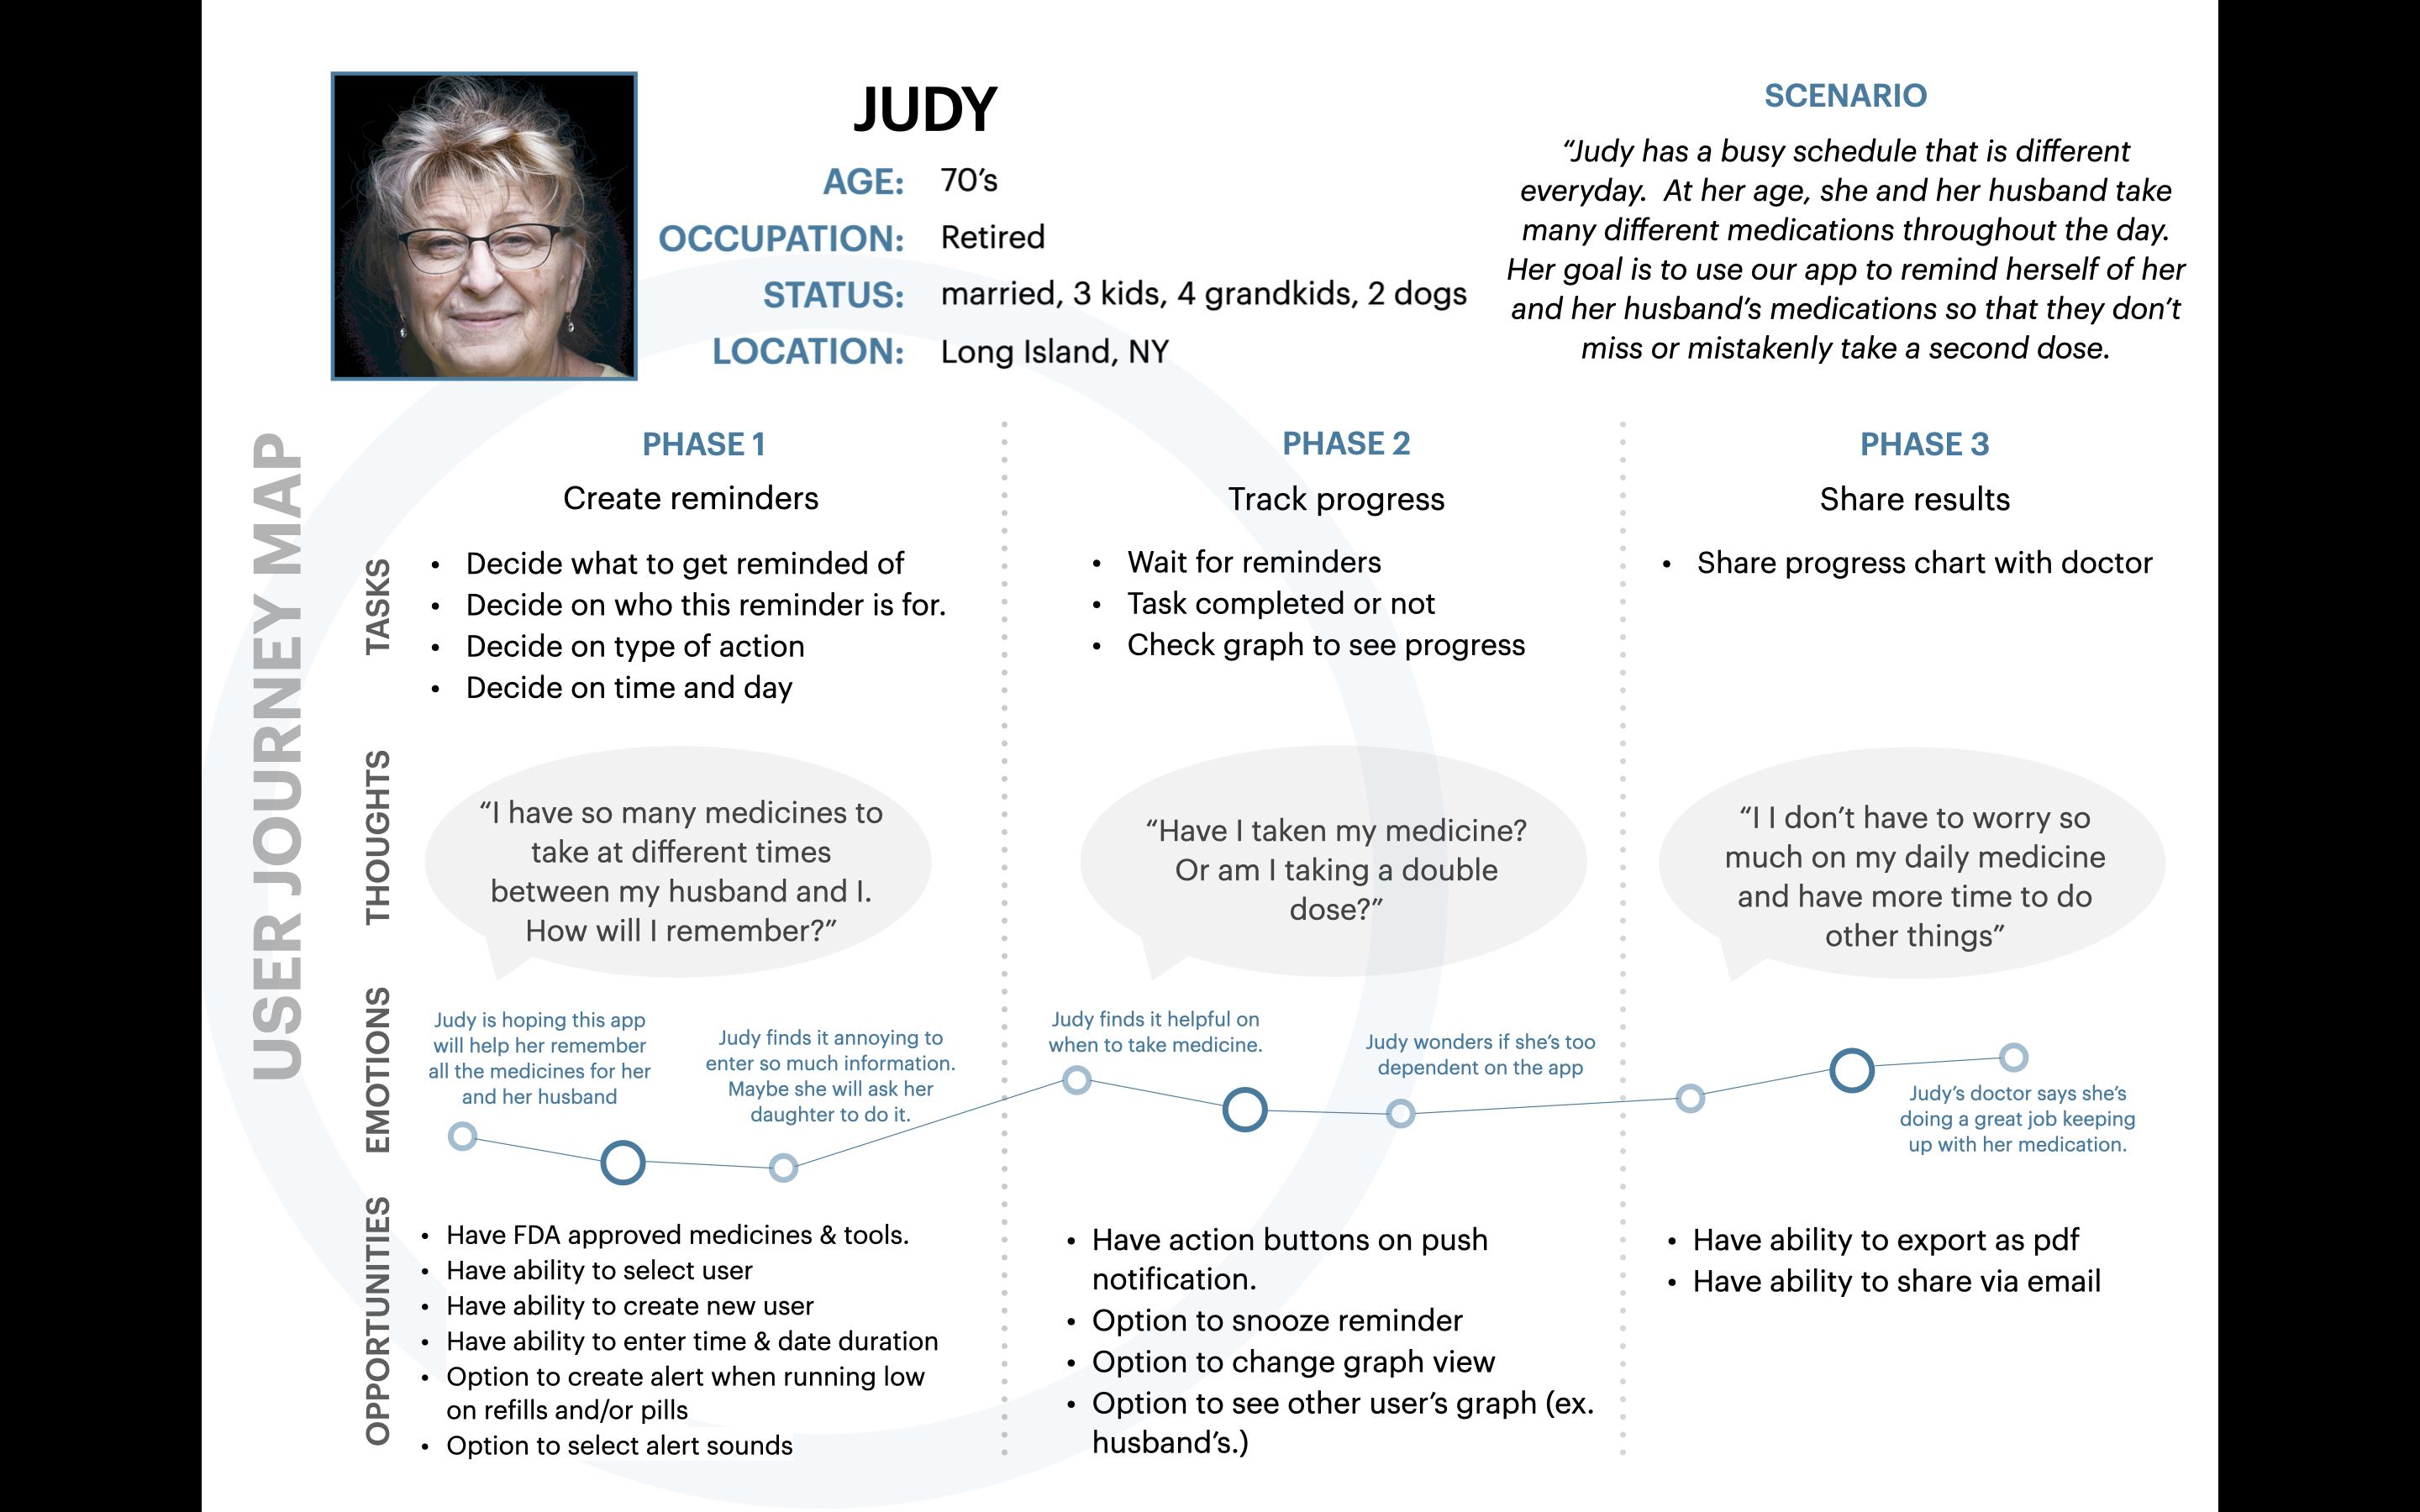 JUDY
AGE: 70's
OCCUPATION: Retired
STATUS: married, 3 kids, 4 grandkids, 2 dogs
LOCATION: Long Island, NY
SCENARIO
“Judy has a busy schedule that is different
everyday. At her age, she and her husband take
many different medications throughout the day.
Her goal is to use our app to remind herself of her
and her husband’s medications so that they don’t
miss or mistakenly take a second dose.
USER JOURNEY MAP
PHASE 1
Create reminders
PHASE 2
Track progress
PHASE 3
Share results
TASKS
• Decide what to get reminded of
• Decide on who this reminder is for.
• Decide on type of action
• Decide on time and day
• Wait for reminders
• Task completed or not
• Check graph to see progress
• Share progress chart with doctor
THOUGHTS
“I have so many medicines to
take at different times
between my husband and I.
How will I remember?”
“Have I taken my medicine?
Or am I taking a double
dose?”
“I I don’t have to worry so
much on my daily medicine
and have more time to do
other things”
EMOTIONS
Judy is hoping this app
will help her remember
all the medicines for her
and her husband
Judy finds it annoying to
enter so much information.
Maybe she will ask her
daughter to do it.
Judy finds it helpful on
when to take medicine.
Judy wonders if she’s too
dependent on the app
Judy’s doctor says she’s
doing a great job keeping
up with her medication.
OPPORTUNITIES
• Have FDA approved medicines & tools.
• Have ability to select user
• Have ability to create new user
• Have ability to enter time & date duration
• Option to create alert when running low
on refills and/or pills
• Option to select alert sounds
• Have action buttons on push
notification.
• Option to snooze reminder
• Option to change graph view
• Option to see other user’s graph (ex.
husband’s.)
• Have ability to export as pdf
• Have ability to share via email